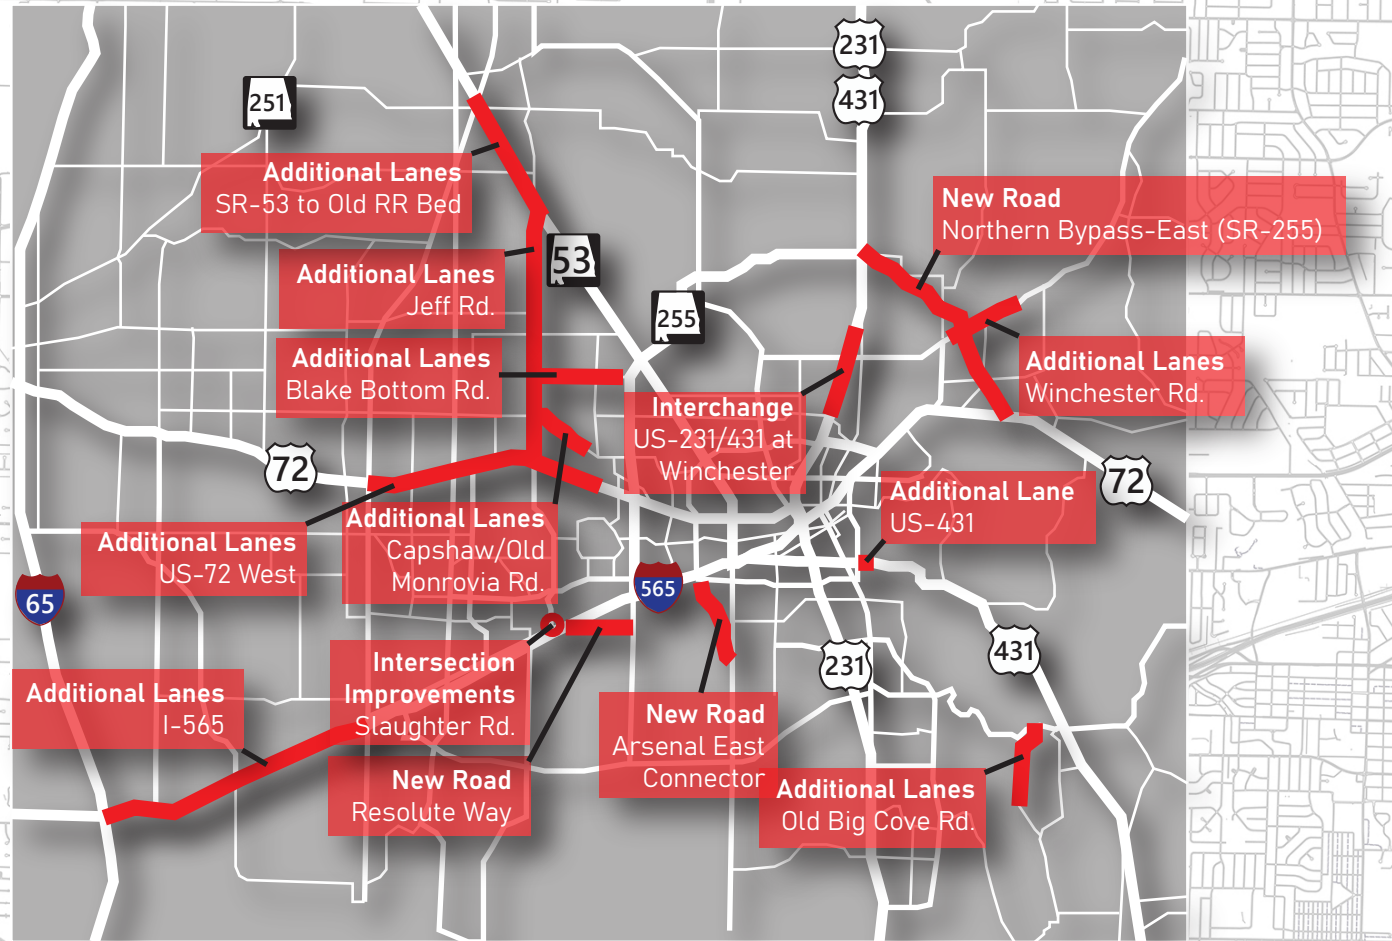 231
431
251
Additional Lanes
SR-53 to Old RR Bed
New Road
Northern Bypass-East (SR-255)
53
Additional Lanes
Jeff Rd.
255
Additional Lanes
Blake Bottom Rd.
Additional Lanes
Winchester Rd.
Interchange
US-231/431 at
Winchester
72
72
Additional Lane
US-431
Additional Lanes
Capshaw/Old
Monrovia Rd.
Additional Lanes
US-72 West
65
565
Intersection
Improvements
Slaughter Rd.
231
431
Additional Lanes
I-565
New Road
Arsenal East
Connector
New Road
Resolute Way
Additional Lanes
Old Big Cove Rd.